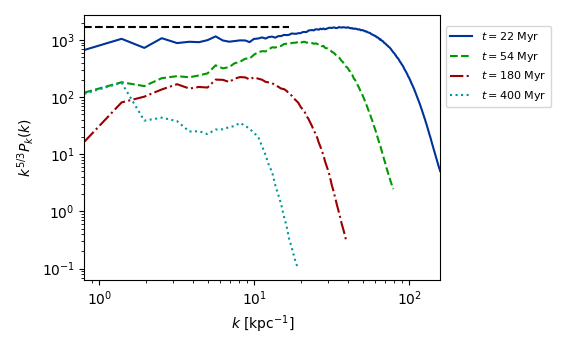 10³
10²
10¹
10⁰
10⁻¹
k^{5/3}P_k(k)
10⁰
10¹
10²
k [kpc⁻¹]
t = 22 Myr
t = 54 Myr
t = 180 Myr
t = 400 Myr